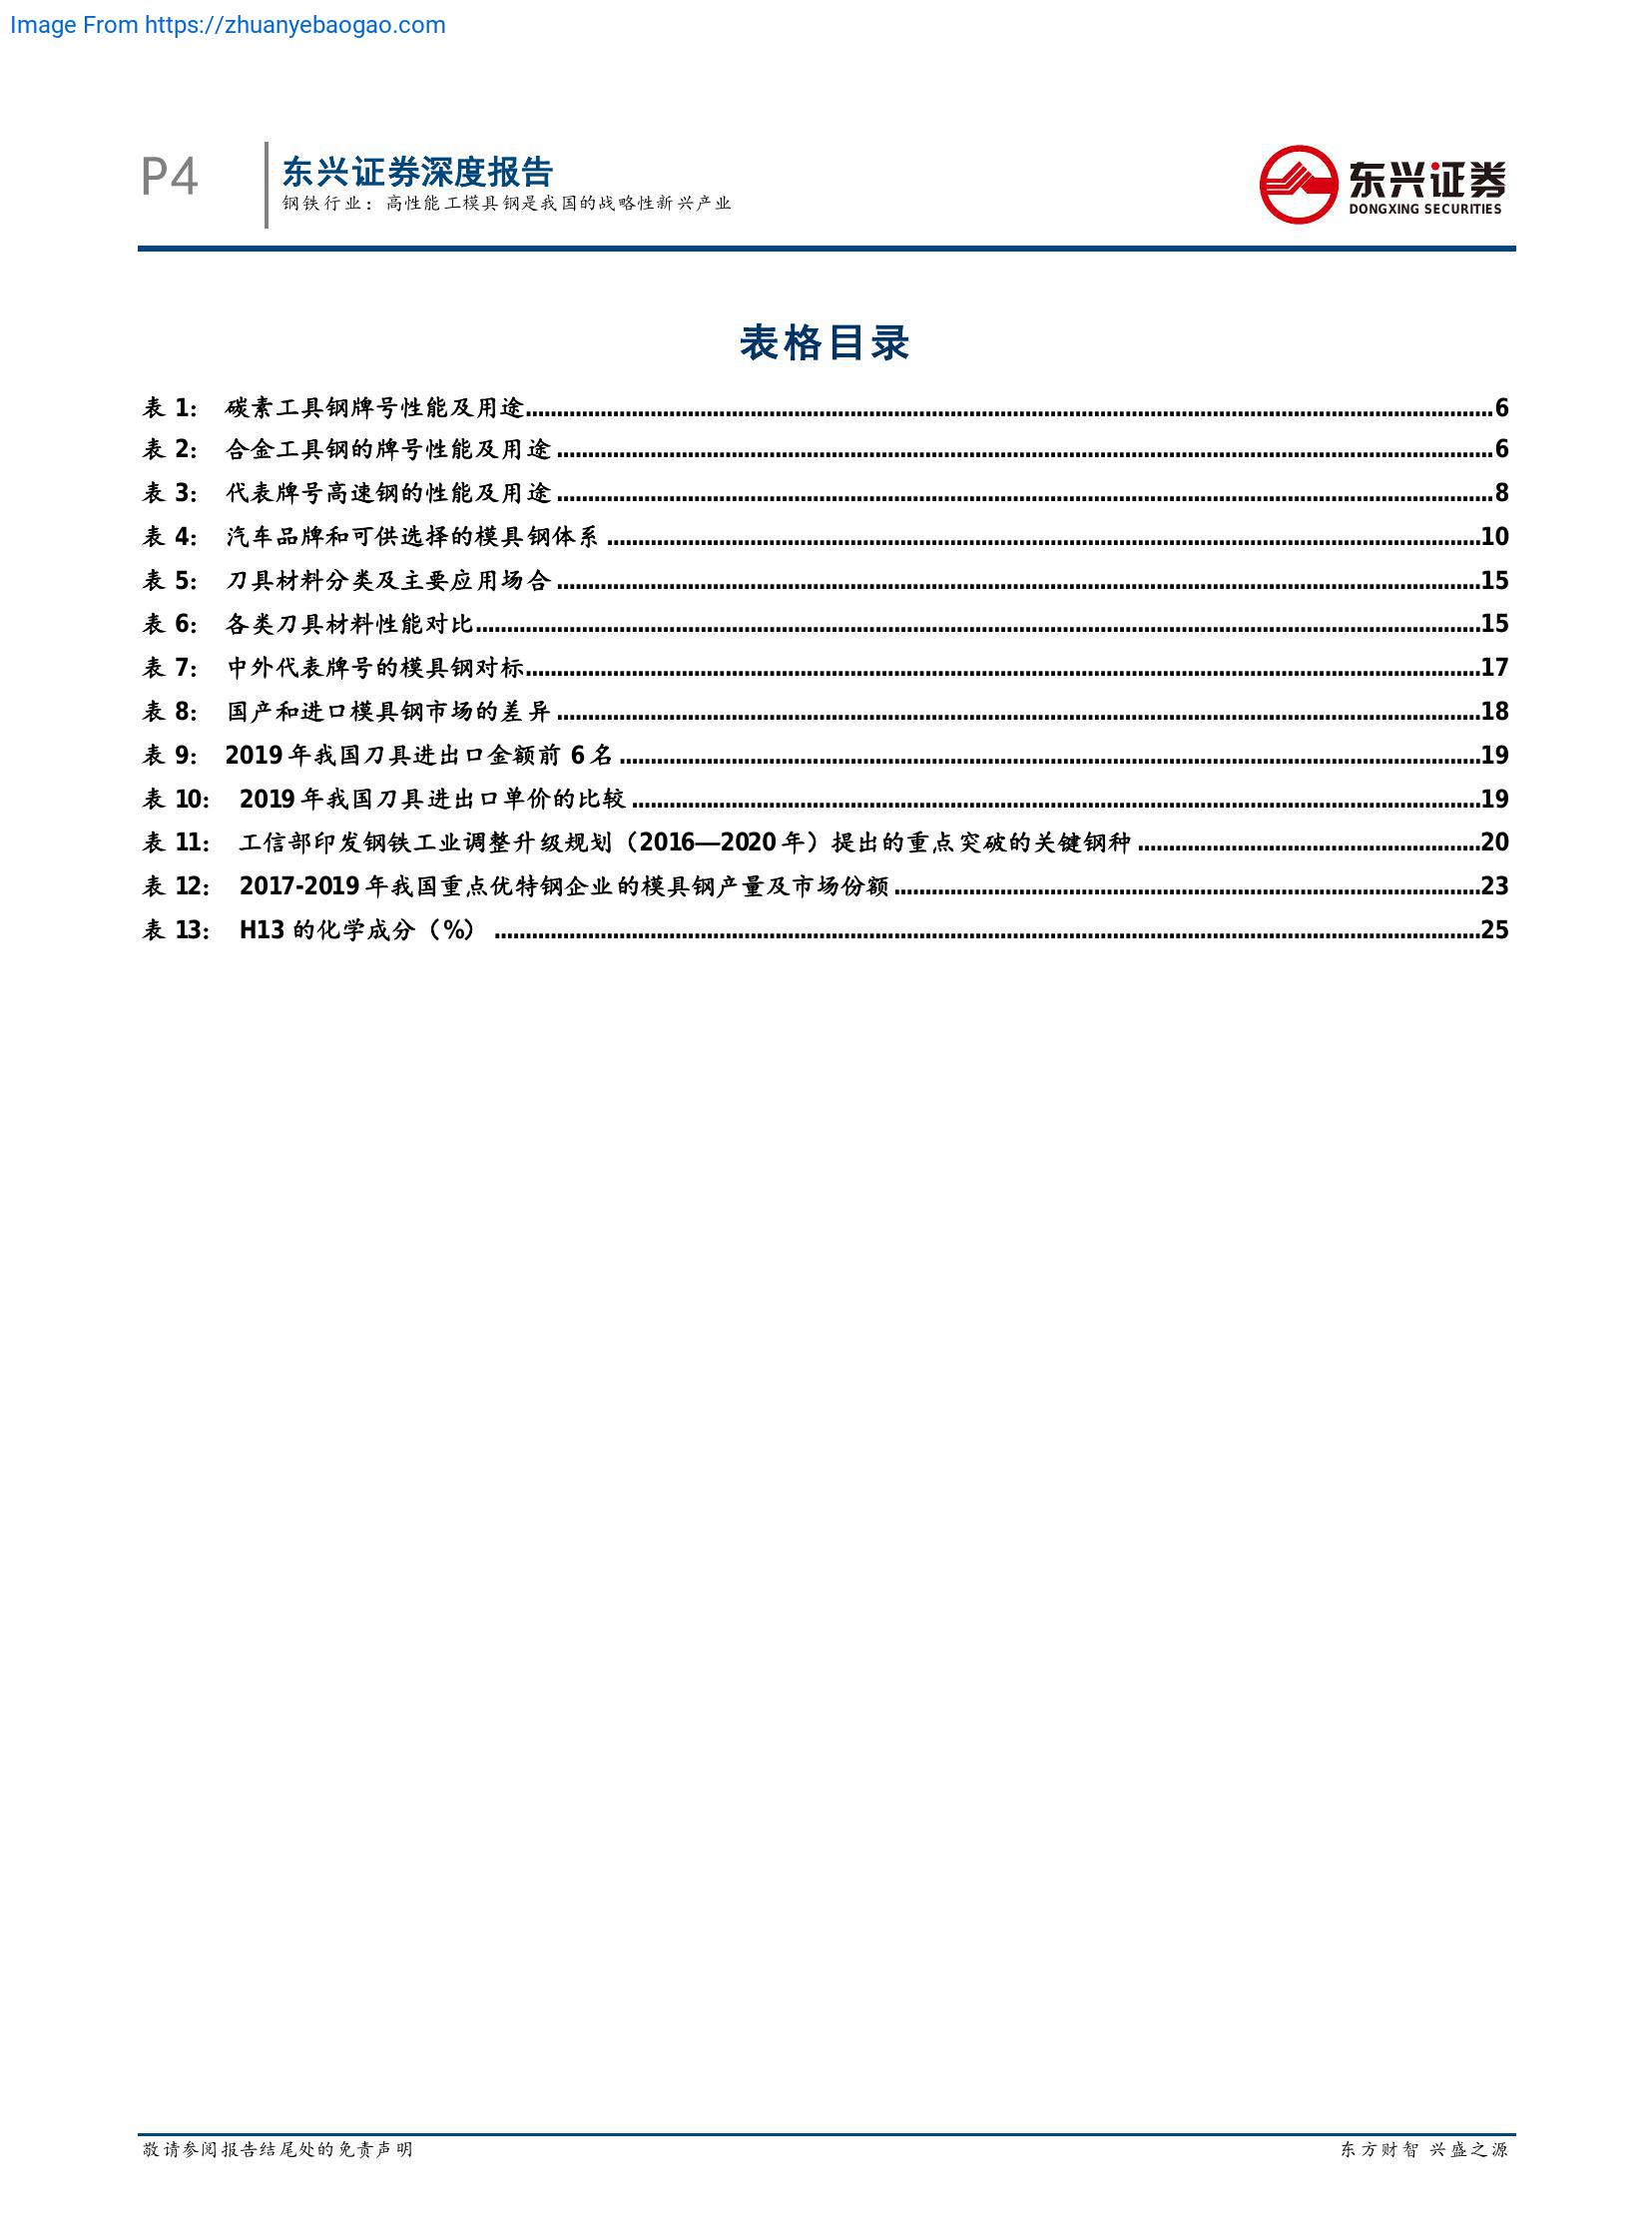 Image From https://zhuanyebaogao.com
P4
东兴证券深度报告
钢铁行业：高性能工模具钢是我国的战略性新兴产业
东兴证券
DONGXING SECURITIES
表格目录
表 1： 碳素工具钢牌号性能及用途 6
表 2： 合金工具钢的牌号性能及用途 6
表 3： 代表牌号高速钢的性能及用途 8
表 4： 汽车品牌和可供选择的模具钢体系 10
表 5： 刀具材料分类及主要应用场合 15
表 6： 各类刀具材料性能对比 15
表 7： 中外代表牌号的模具钢对标 17
表 8： 国产和进口模具钢市场的差异 18
表 9： 2019 年我国刀具进出口金额前 6 名 19
表 10： 2019 年我国刀具进出口单价的比较 19
表 11： 工信部印发钢铁工业调整升级规划（2016—2020 年）提出的重点突破的关键钢种 20
表 12： 2017-2019 年我国重点优特钢企业的模具钢产量及市场份额 23
表 13： H13 的化学成分（%） 25
敬请参阅报告结尾处的免责声明
东方财智 兴盛之源